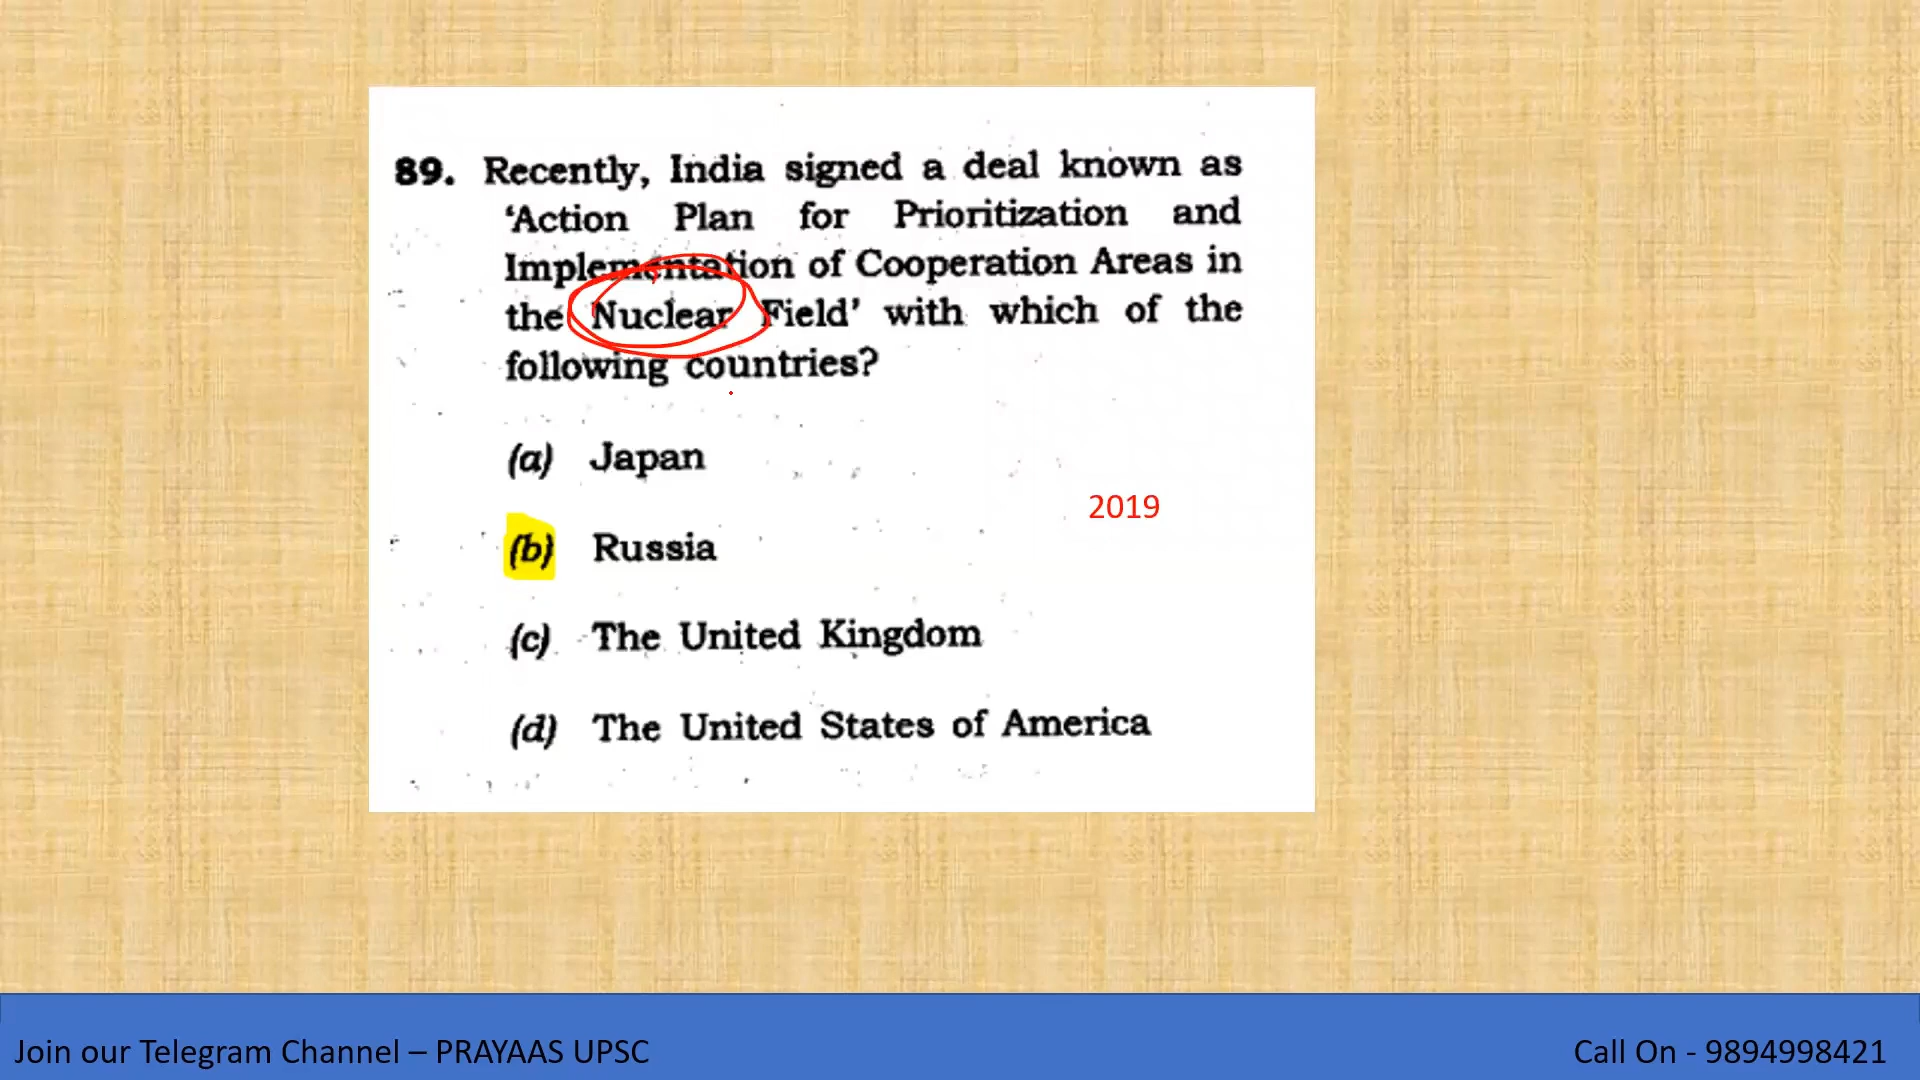 89. Recently, India signed a deal known as
‘Action Plan for Prioritization and
Implementation of Cooperation Areas in
the Nuclear Field’ with which of the
following countries?
(a) Japan
2019
(b) Russia
(c) The United Kingdom
(d) The United States of America
Join our Telegram Channel – PRAYAAS UPSC
Call On - 9894998421